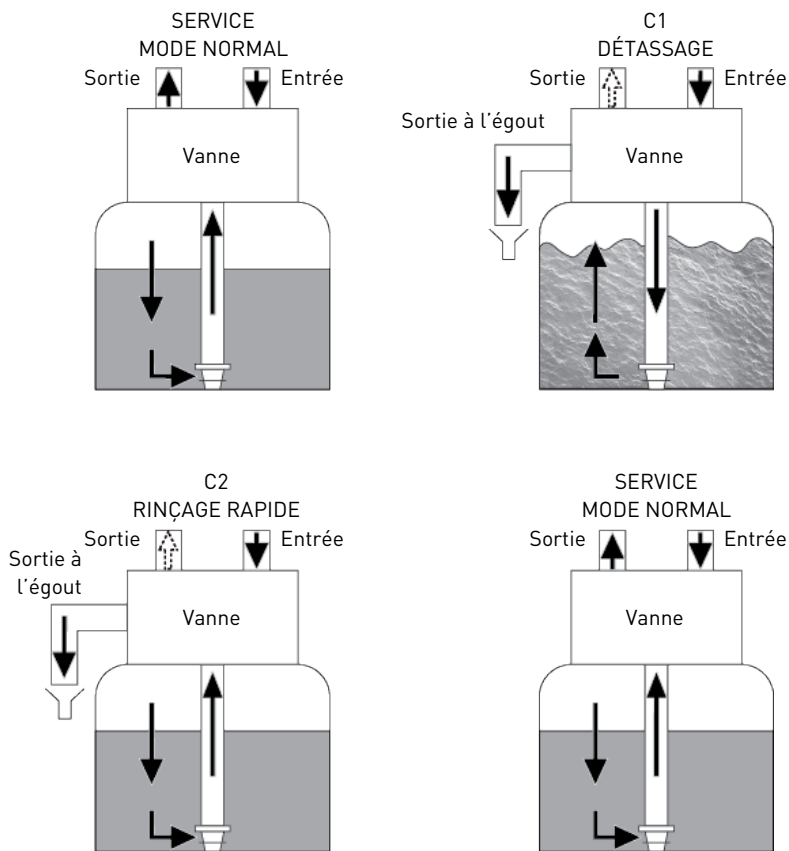 SERVICE
MODE NORMAL
Sortie
Entrée
Vanne
C1
DÉTASSAGE
Sortie
Entrée
Sortie à l'égout
Vanne
C2
RINÇAGE RAPIDE
Sortie
Entrée
Sortie à
l'égout
Vanne
SERVICE
MODE NORMAL
Sortie
Entrée
Vanne